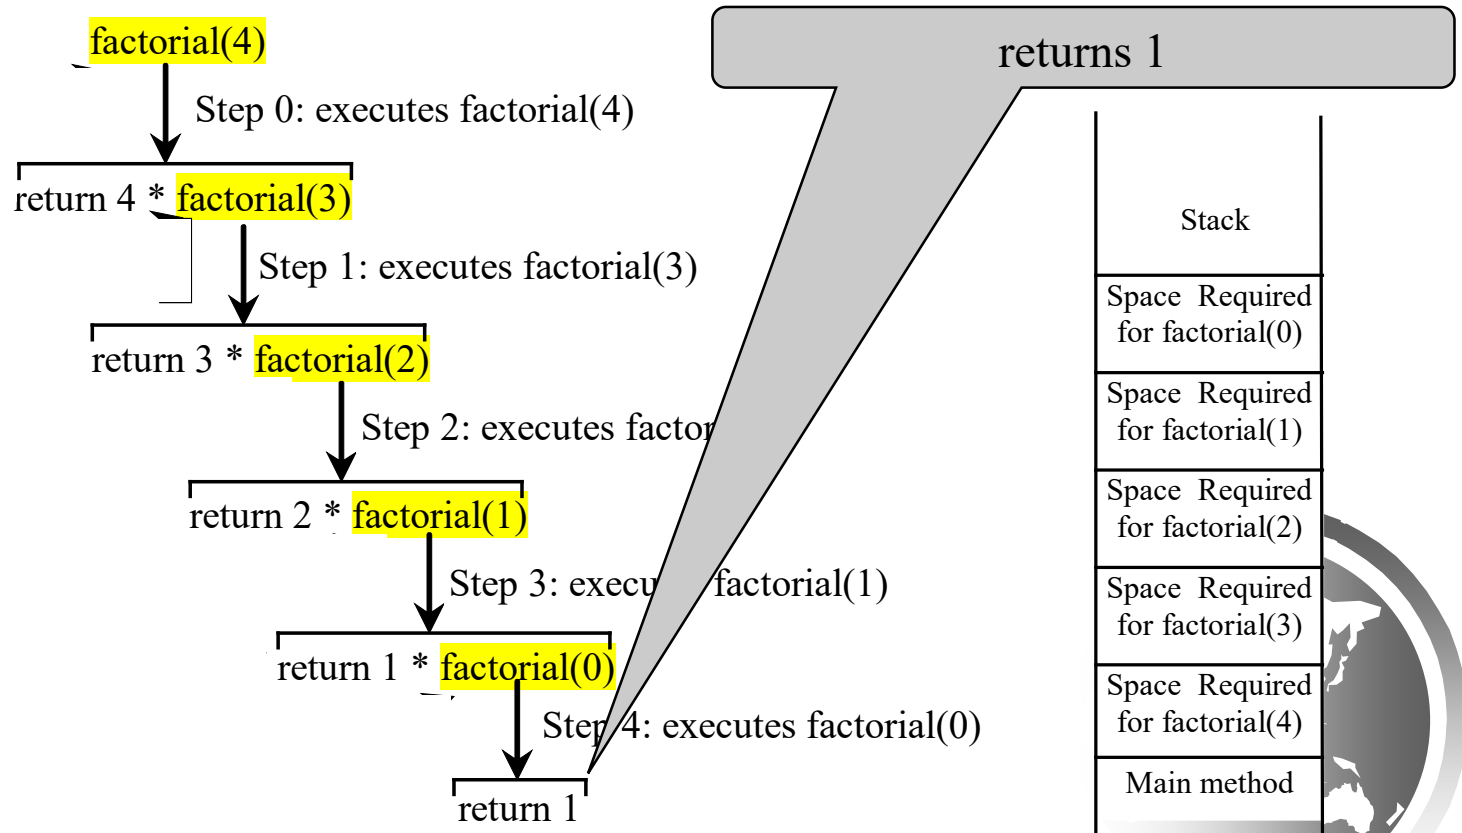 factorial(4)
Step 0: executes factorial(4)
return 4 * factorial(3)
Step 1: executes factorial(3)
return 3 * factorial(2)
Step 2: executes
return 2 * factorial(1)
Step 3: factorial(1)
return 1 * factorial(0)
Step 4: executes factorial(0)
return 1
returns 1
Stack
Space Required
for factorial(0)
Space Required
for factorial(1)
Space Required
for factorial(2)
Space Required
for factorial(3)
Space Required
for factorial(4)
Main method